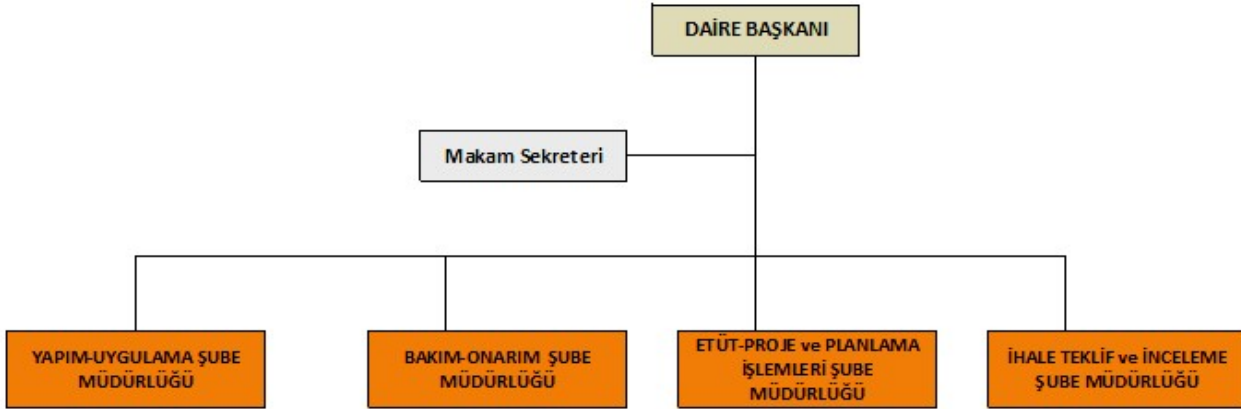 DAİRE BAŞKANI
Makam Sekreteri
YAPIM-UYGULAMA ŞUBE
MÜDÜRLÜĞÜ
BAKIM-ONARIM ŞUBE
MÜDÜRLÜĞÜ
ETÜT-PROJE ve PLANLAMA
İŞLEMLERİ ŞUBE
MÜDÜRLÜĞÜ
İHALE TEKLİF ve İNCELEME
ŞUBE MÜDÜRLÜĞÜ